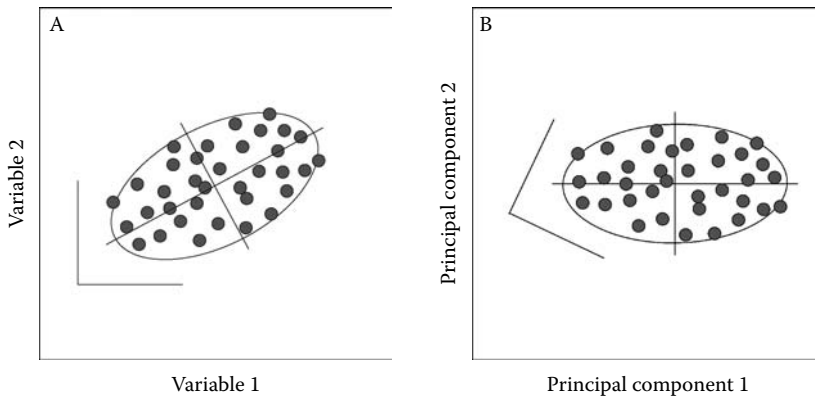 A
Variable 2
Variable 1
B
Principal component 2
Principal component 1